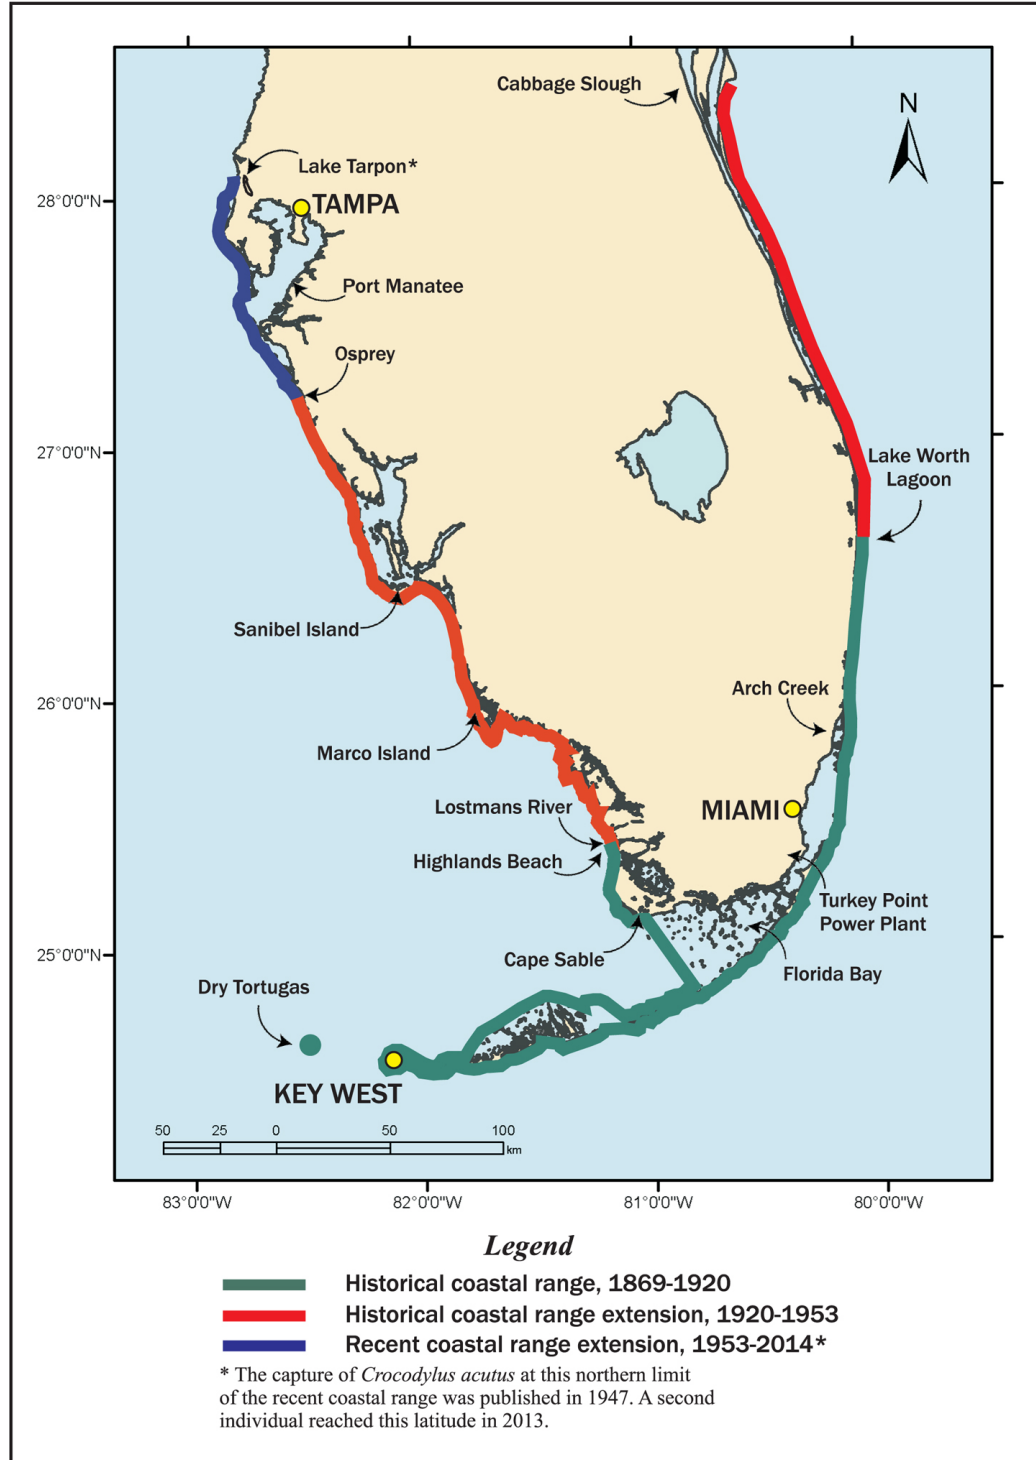 Cabbage Slough
N
Lake Tarpon*
TAMPA
28°0'0"N
Port Manatee
Osprey
27°0'0"N
Lake Worth
Lagoon
Sanibel Island
26°0'0"N
Arch Creek
Marco Island
Lostmans River
MIAMI
Highlands Beach
Turkey Point
Power Plant
25°0'0"N
Cape Sable
Florida Bay
Dry Tortugas
KEY WEST
50 25 0 50 100
km
83°0'0"W 82°0'0"W 81°0'0"W 80°0'0"W
Legend
Historical coastal range, 1869-1920
Historical coastal range extension, 1920-1953
Recent coastal range extension, 1953-2014*
* The capture of Crocodylus acutus at this northern limit
of the recent coastal range was published in 1947. A second
individual reached this latitude in 2013.